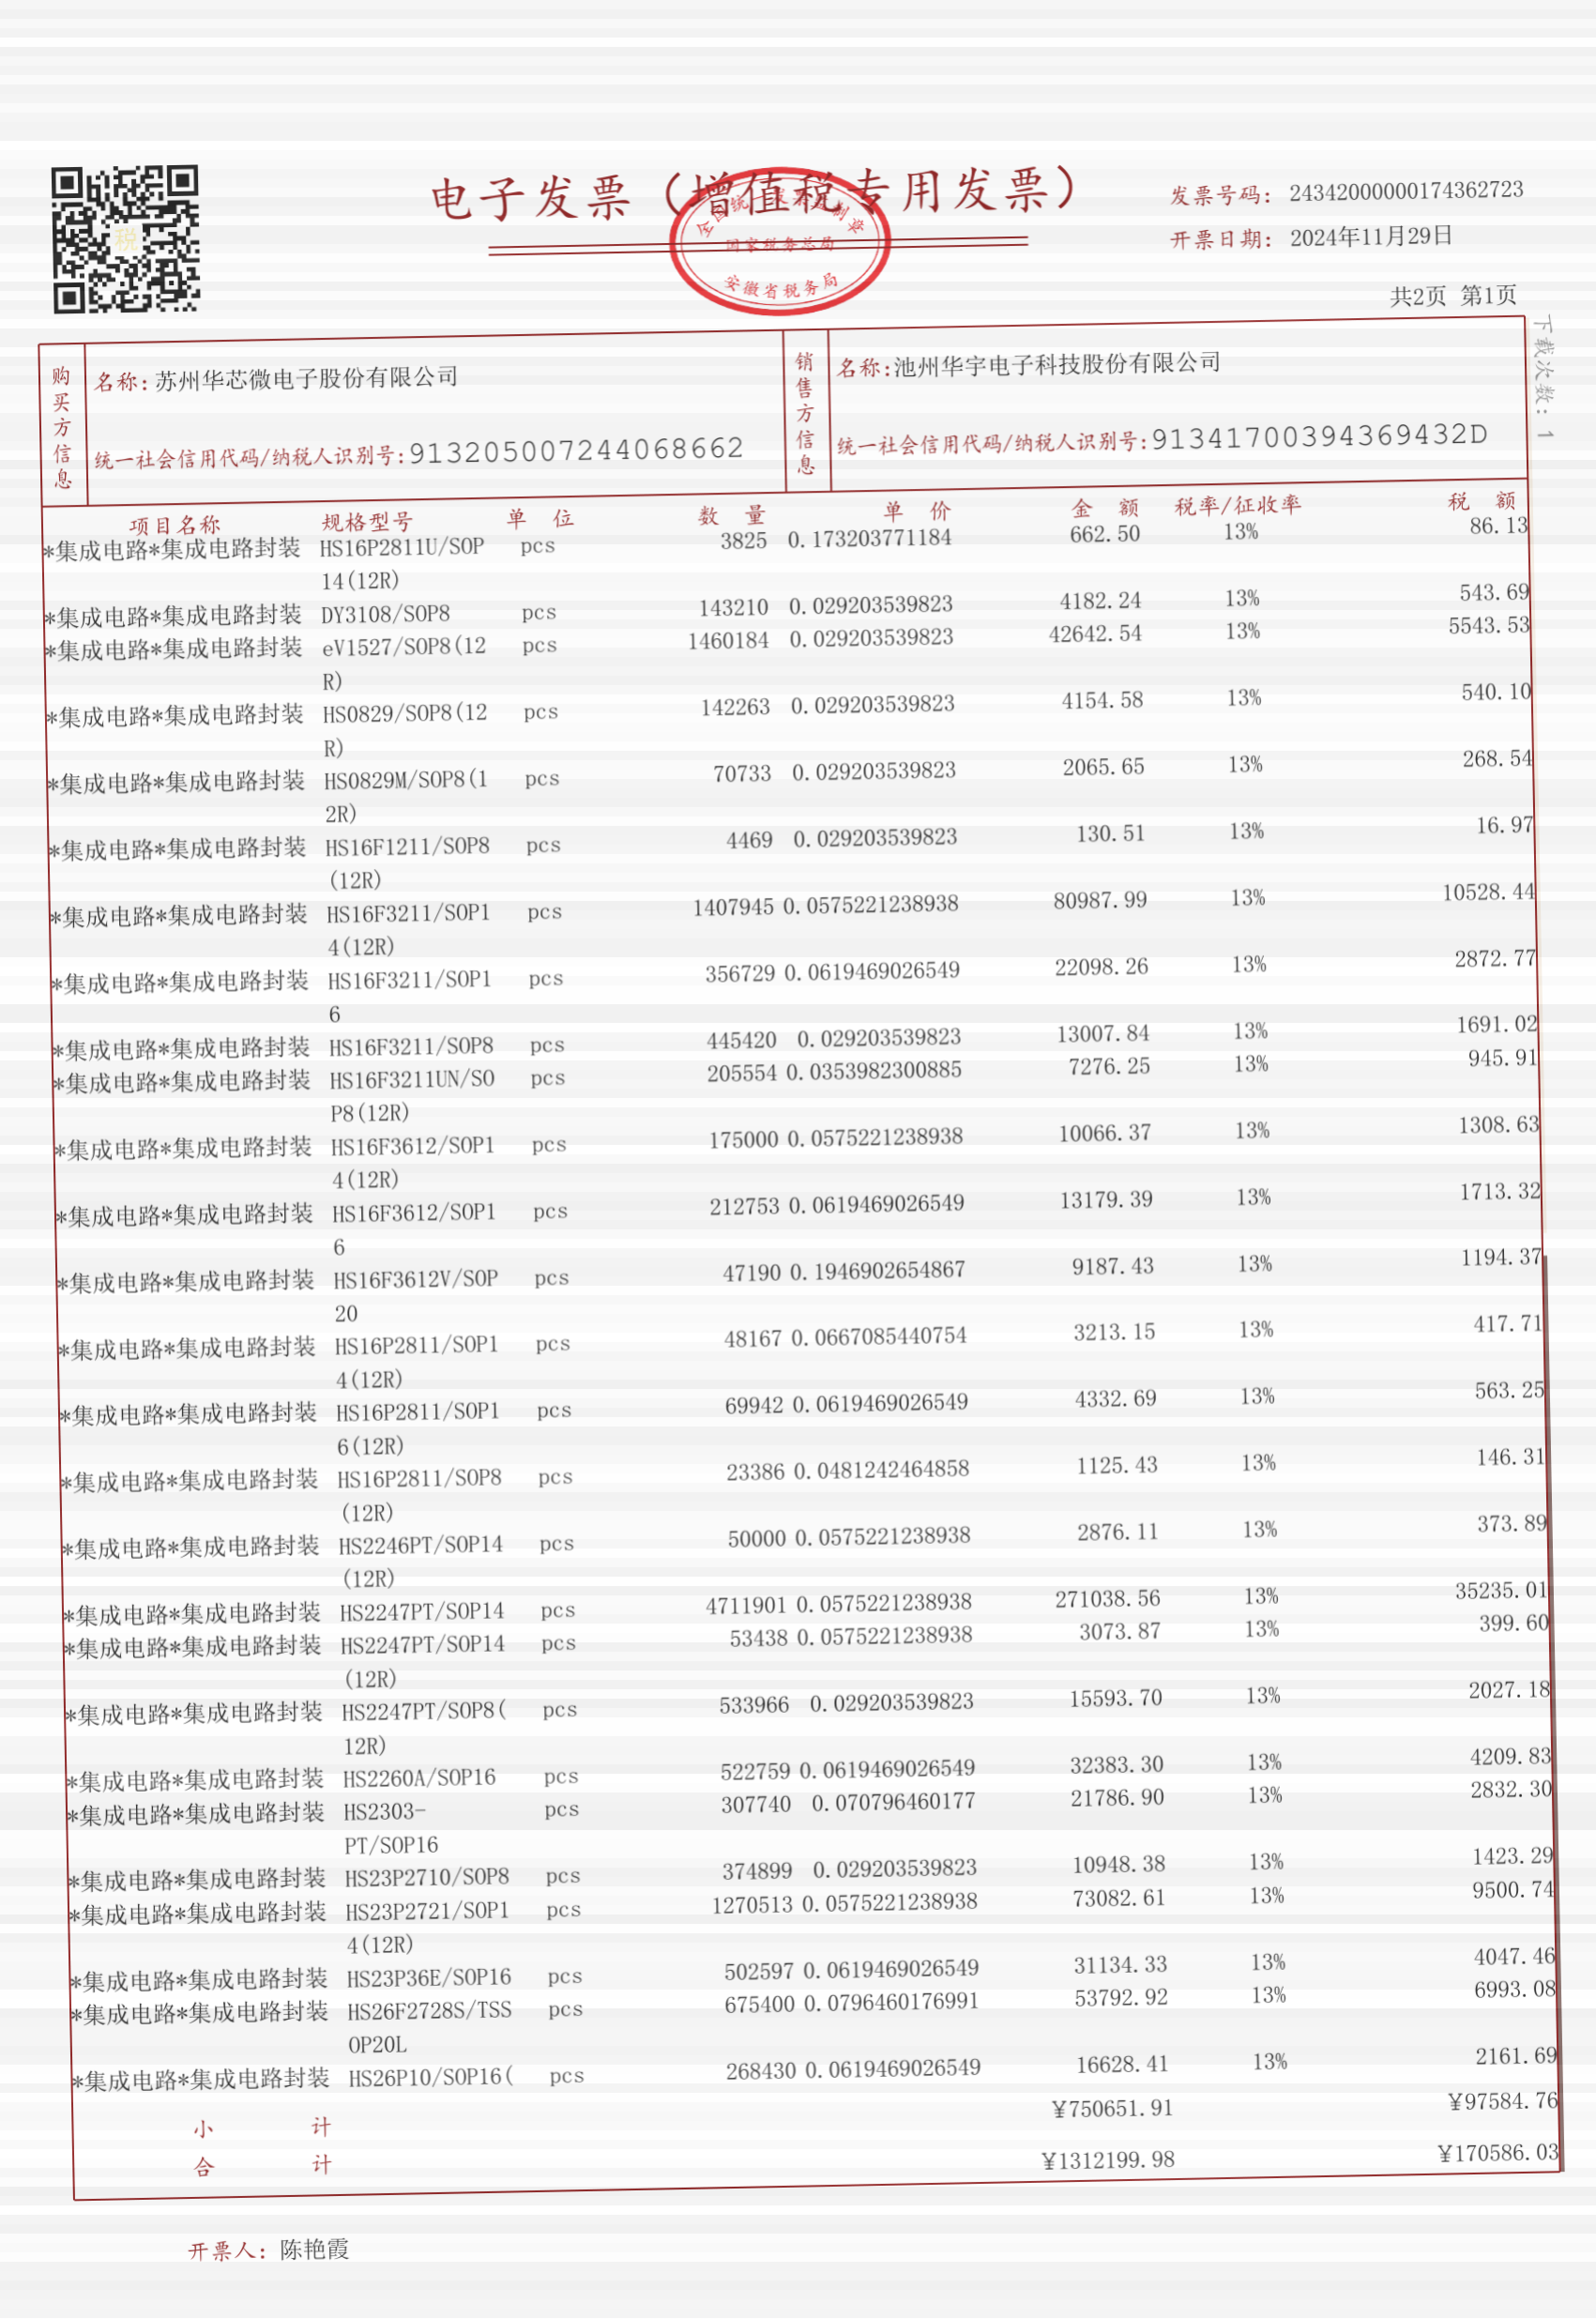 电子发票（增值税专用发票）
全国统一发票监制章
国家税务总局
安徽省税务局
税
发票号码：24342000000174362723
开票日期：2024年11月29日
共2页 第1页
下载次数：1
购买方信息
名称：苏州华芯微电子股份有限公司
统一社会信用代码/纳税人识别号：913205007244068662
销售方信息
名称：池州华宇电子科技股份有限公司
统一社会信用代码/纳税人识别号：91341700394369432D
项目名称 规格型号 单 位 数 量 单 价 金 额 税率/征收率 税 额
*集成电路*集成电路封装 HS16P2811U/SOP pcs 3825 0.173203771184 662.50 13% 86.13
14(12R)
*集成电路*集成电路封装 DY3108/SOP8 pcs 143210 0.029203539823 4182.24 13% 543.69
*集成电路*集成电路封装 eV1527/SOP8(12 pcs 1460184 0.029203539823 42642.54 13% 5543.53
R)
*集成电路*集成电路封装 HS0829/SOP8(12 pcs 142263 0.029203539823 4154.58 13% 540.10
R)
*集成电路*集成电路封装 HS0829M/SOP8(1 pcs 70733 0.029203539823 2065.65 13% 268.54
2R)
*集成电路*集成电路封装 HS16F1211/SOP8 pcs 4469 0.029203539823 130.51 13% 16.97
(12R)
*集成电路*集成电路封装 HS16F3211/SOP1 pcs 1407945 0.0575221238938 80987.99 13% 10528.44
4(12R)
*集成电路*集成电路封装 HS16F3211/SOP1 pcs 356729 0.0619469026549 22098.26 13% 2872.77
6
*集成电路*集成电路封装 HS16F3211/SOP8 pcs 445420 0.029203539823 13007.84 13% 1691.02
*集成电路*集成电路封装 HS16F3211UN/SO pcs 205554 0.0353982300885 7276.25 13% 945.91
P8(12R)
*集成电路*集成电路封装 HS16F3612/SOP1 pcs 175000 0.0575221238938 10066.37 13% 1308.63
4(12R)
*集成电路*集成电路封装 HS16F3612/SOP1 pcs 212753 0.0619469026549 13179.39 13% 1713.32
6
*集成电路*集成电路封装 HS16F3612V/SOP pcs 47190 0.1946902654867 9187.43 13% 1194.37
20
*集成电路*集成电路封装 HS16P2811/SOP1 pcs 48167 0.0667085440754 3213.15 13% 417.71
4(12R)
*集成电路*集成电路封装 HS16P2811/SOP1 pcs 69942 0.0619469026549 4332.69 13% 563.25
6(12R)
*集成电路*集成电路封装 HS16P2811/SOP8 pcs 23386 0.0481242464858 1125.43 13% 146.31
(12R)
*集成电路*集成电路封装 HS2246PT/SOP14 pcs 50000 0.0575221238938 2876.11 13% 373.89
(12R)
*集成电路*集成电路封装 HS2247PT/SOP14 pcs 4711901 0.0575221238938 271038.56 13% 35235.01
*集成电路*集成电路封装 HS2247PT/SOP14 pcs 53438 0.0575221238938 3073.87 13% 399.60
(12R)
*集成电路*集成电路封装 HS2247PT/SOP8( pcs 533966 0.029203539823 15593.70 13% 2027.18
12R)
*集成电路*集成电路封装 HS2260A/SOP16 pcs 522759 0.0619469026549 32383.30 13% 4209.83
*集成电路*集成电路封装 HS2303- pcs 307740 0.070796460177 21786.90 13% 2832.30
PT/SOP16
*集成电路*集成电路封装 HS23P2710/SOP8 pcs 374899 0.029203539823 10948.38 13% 1423.29
*集成电路*集成电路封装 HS23P2721/SOP1 pcs 1270513 0.0575221238938 73082.61 13% 9500.74
4(12R)
*集成电路*集成电路封装 HS23P36E/SOP16 pcs 502597 0.0619469026549 31134.33 13% 4047.46
*集成电路*集成电路封装 HS26F2728S/TSS pcs 675400 0.0796460176991 53792.92 13% 6993.08
OP20L
*集成电路*集成电路封装 HS26P10/SOP16( pcs 268430 0.0619469026549 16628.41 13% 2161.69
小 计 ¥750651.91 ¥97584.76
合 计 ¥1312199.98 ¥170586.03
开票人：陈艳霞